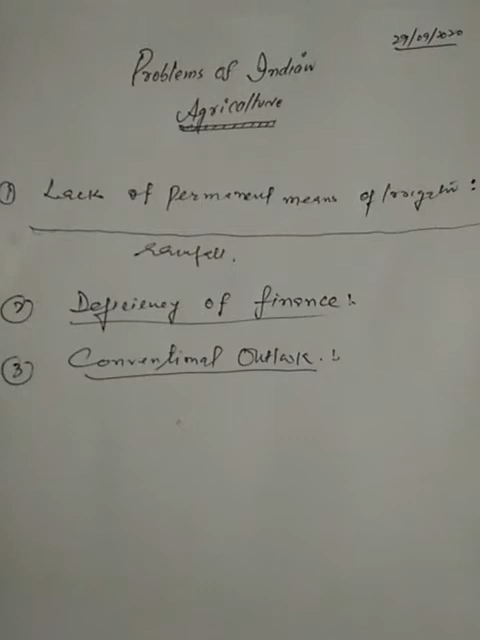 29/09/2020
Problems of Indian
Agriculture
① Lack of permanent means of Irrigation:
rainfall.
② Deficiency of finance:
③ Conventional Outlook.: